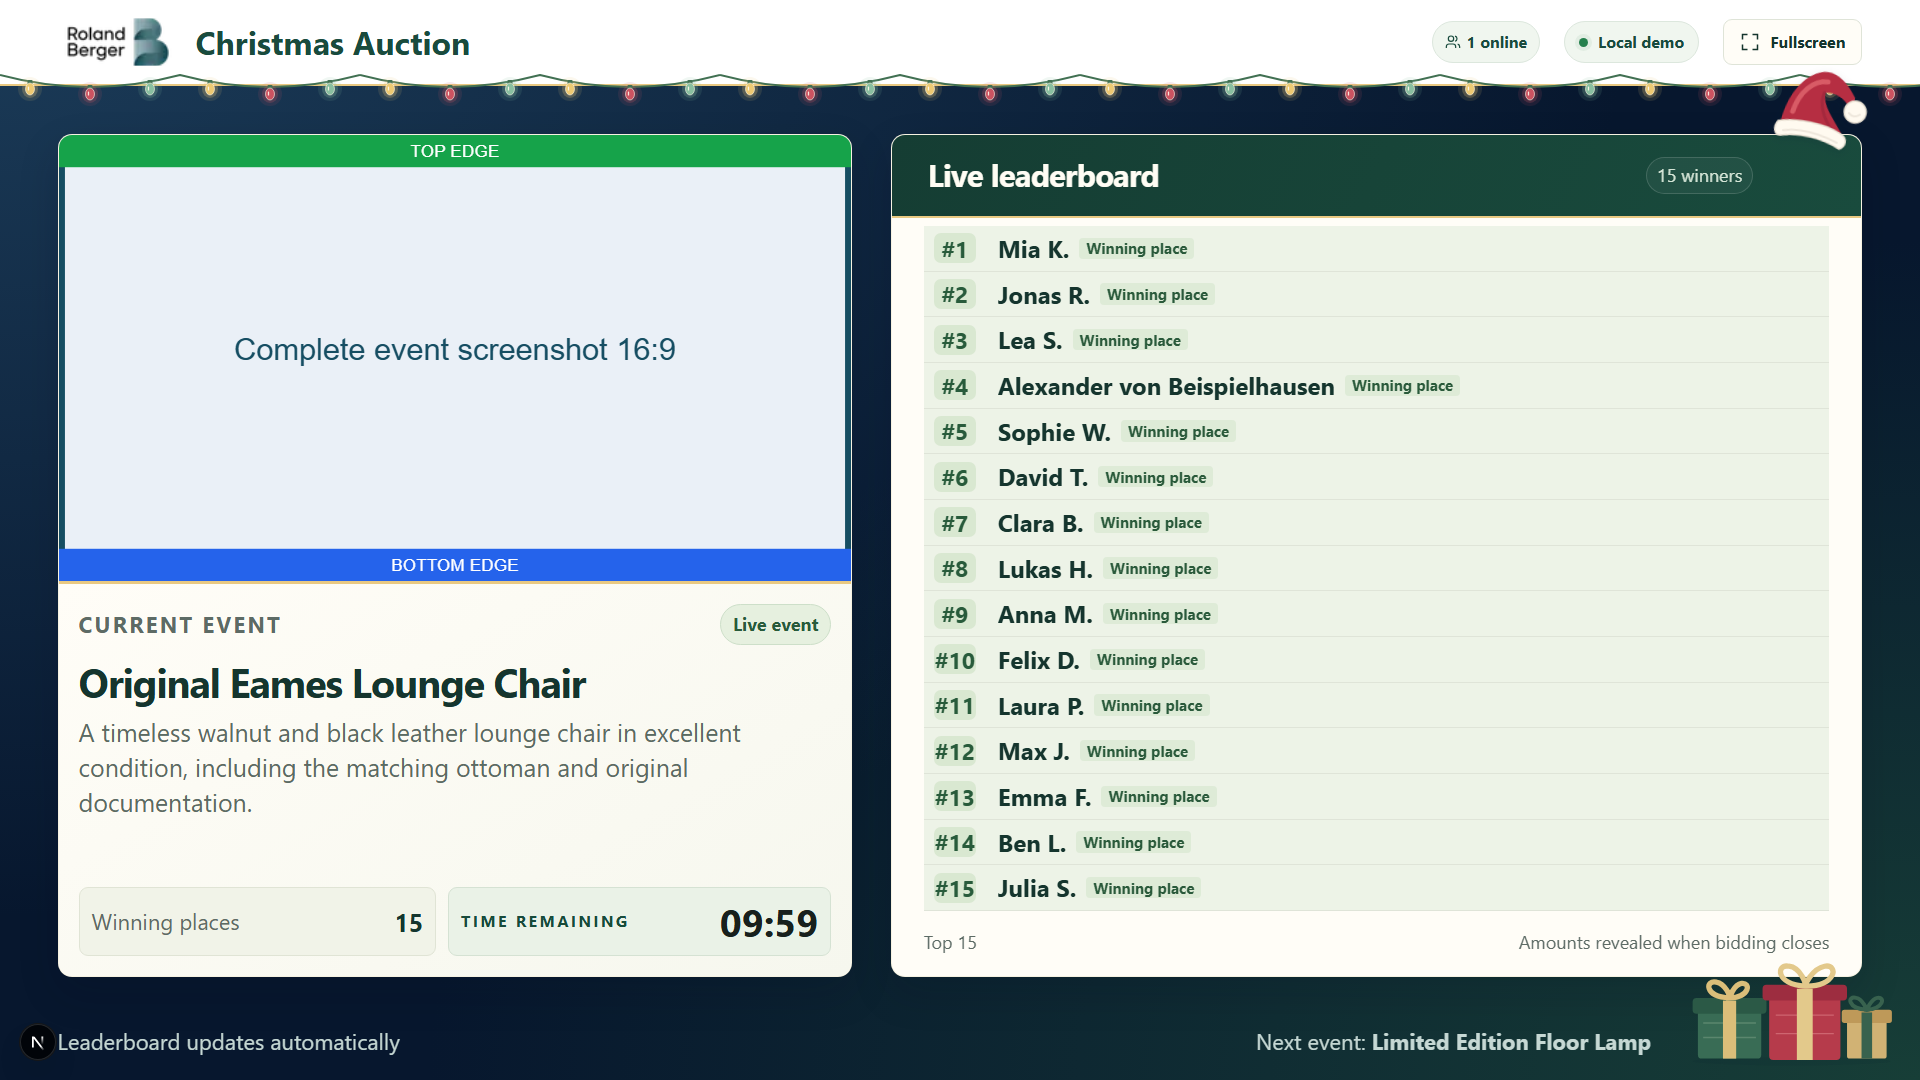 Roland
Berger
Christmas Auction
1 online
Local demo
Fullscreen
TOP EDGE
Complete event screenshot 16:9
BOTTOM EDGE
CURRENT EVENT
Live event
Original Eames Lounge Chair
A timeless walnut and black leather lounge chair in excellent
condition, including the matching ottoman and original
documentation.
Winning places 15
TIME REMAINING 09:59
Live leaderboard
15 winners
#1 Mia K. Winning place
#2 Jonas R. Winning place
#3 Lea S. Winning place
#4 Alexander von Beispielhausen Winning place
#5 Sophie W. Winning place
#6 David T. Winning place
#7 Clara B. Winning place
#8 Lukas H. Winning place
#9 Anna M. Winning place
#10 Felix D. Winning place
#11 Laura P. Winning place
#12 Max J. Winning place
#13 Emma F. Winning place
#14 Ben L. Winning place
#15 Julia S. Winning place
Top 15
Amounts revealed when bidding closes
N
Leaderboard updates automatically
Next event: Limited Edition Floor Lamp